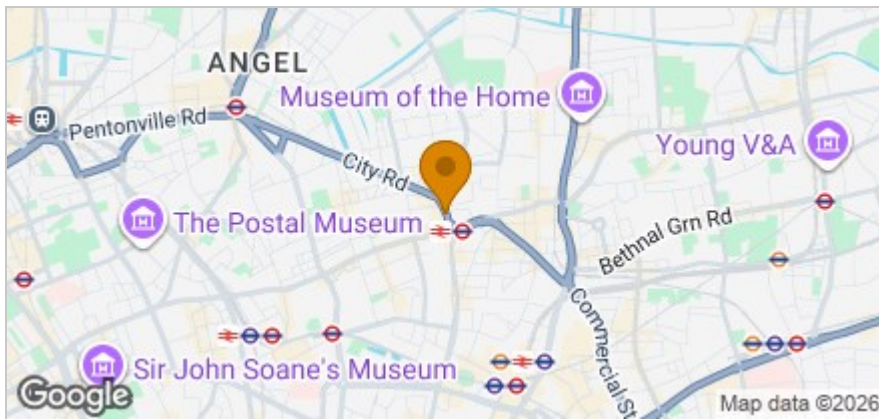 ANGEL
Museum of the Home
Pentonville Rd
Young V&A
City Rd
The Postal Museum
Bethnal Grn Rd
Commercial St
Sir John Soane's Museum
Google
Map data ©2026